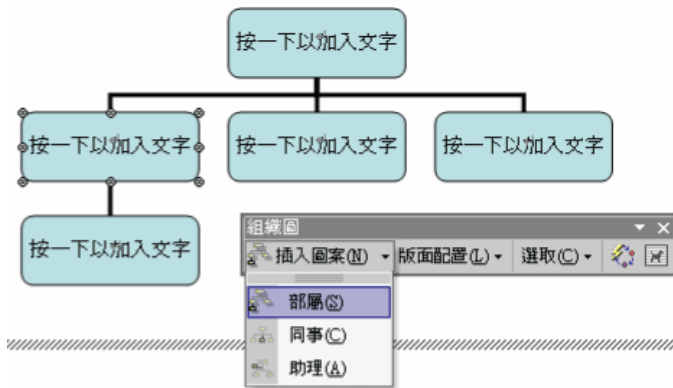 按一下以加入文字
按一下以加入文字 按一下以加入文字 按一下以加入文字
按一下以加入文字
組織圖
插入圖案(N) 版面配置(L) 選取(C)
部屬(S)
同事(C)
助理(A)